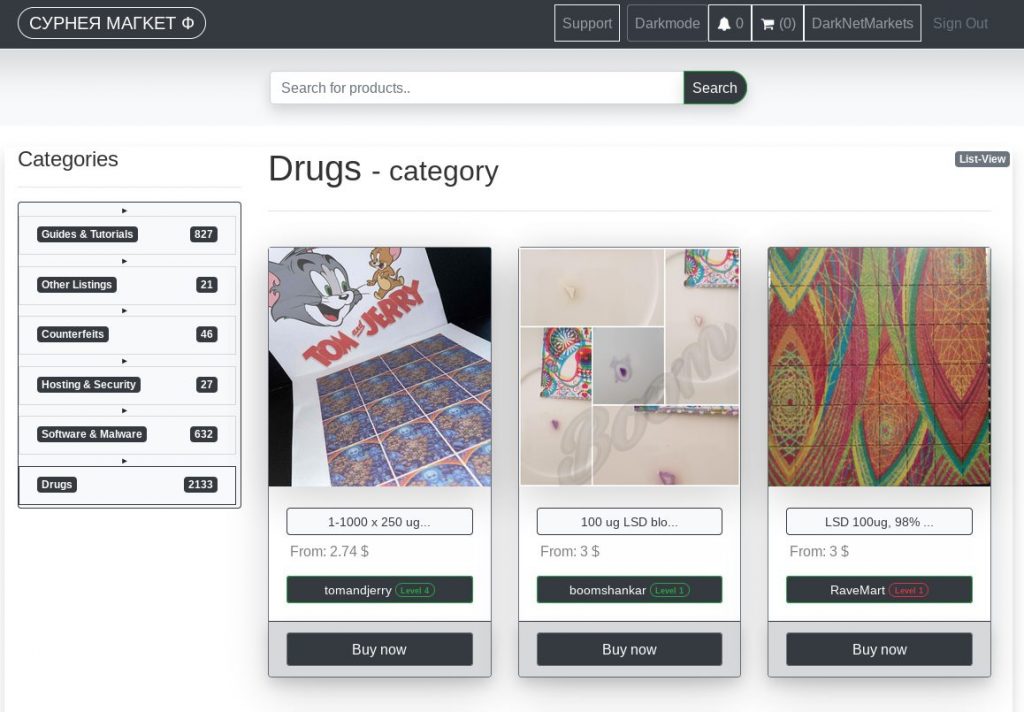 СУРНЕЯ МАГКЕТ Ф
Support
Darkmode
0
(0)
DarkNetMarkets
Sign Out
Search for products..
Search
Categories
Guides & Tutorials 827
Other Listings 21
Counterfeits 46
Hosting & Security 27
Software & Malware 632
Drugs 2133
Drugs - category
List-View
TOM AND JERRY
1-1000 x 250 ug...
From: 2.74 $
tomandjerry Level 4
Buy now
Boom
100 ug LSD blo...
From: 3 $
boomshankar Level 1
Buy now
LSD 100ug, 98% ...
From: 3 $
RaveMart Level 1
Buy now